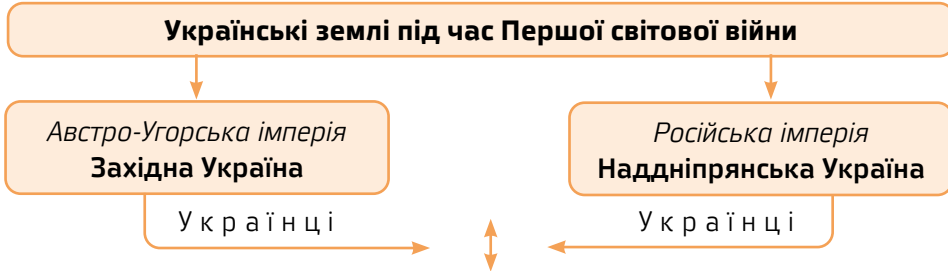 Українські землі під час Першої світової війни
Австро-Угорська імперія
Західна Україна
Російська імперія
Наддніпрянська Україна
Українці
Українці